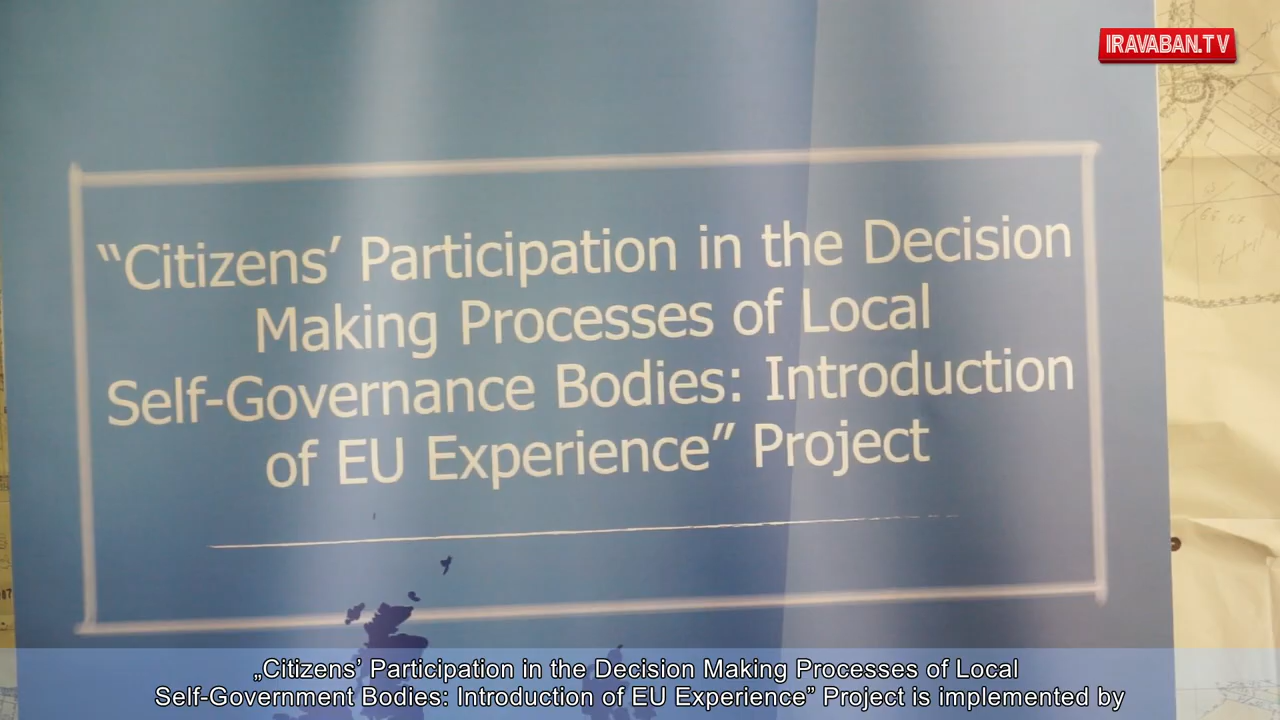 IRAVABAN.TV
“Citizens’ Participation in the Decision
Making Processes of Local
Self-Governance Bodies: Introduction
of EU Experience” Project
„Citizens’ Participation in the Decision Making Processes of Local
Self-Government Bodies: Introduction of EU Experience” Project is implemented by